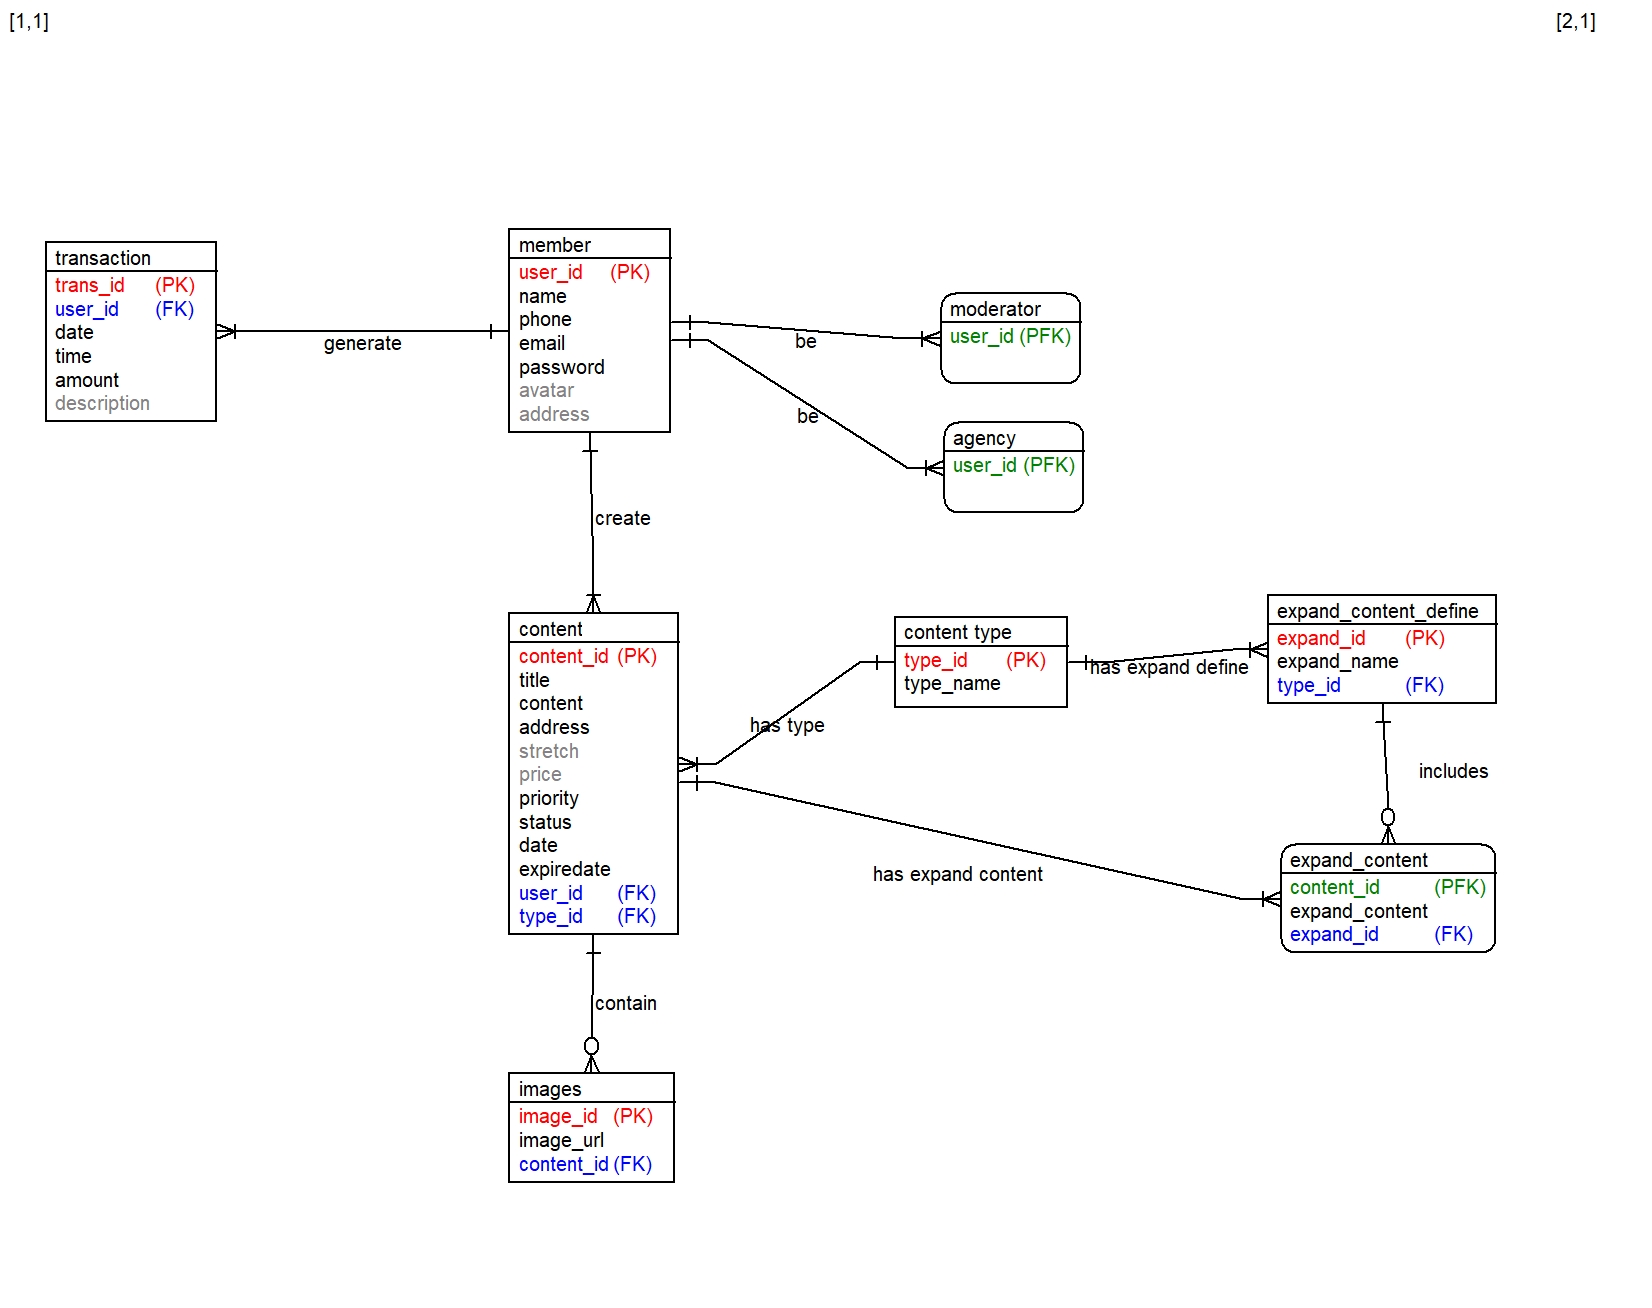 [1,1]
[2,1]
transaction
trans_id (PK)
user_id (FK)
date
time
amount
description
generate
member
user_id (PK)
name
phone
email
password
avatar
address
be
be
moderator
user_id (PFK)
agency
user_id (PFK)
create
content
content_id (PK)
title
content
address
stretch
price
priority
status
date
expiredate
user_id (FK)
type_id (FK)
has type
content type
type_id (PK)
type_name
has expand define
expand_content_define
expand_id (PK)
expand_name
type_id (FK)
includes
has expand content
expand_content
content_id (PFK)
expand_content
expand_id (FK)
contain
images
image_id (PK)
image_url
content_id (FK)